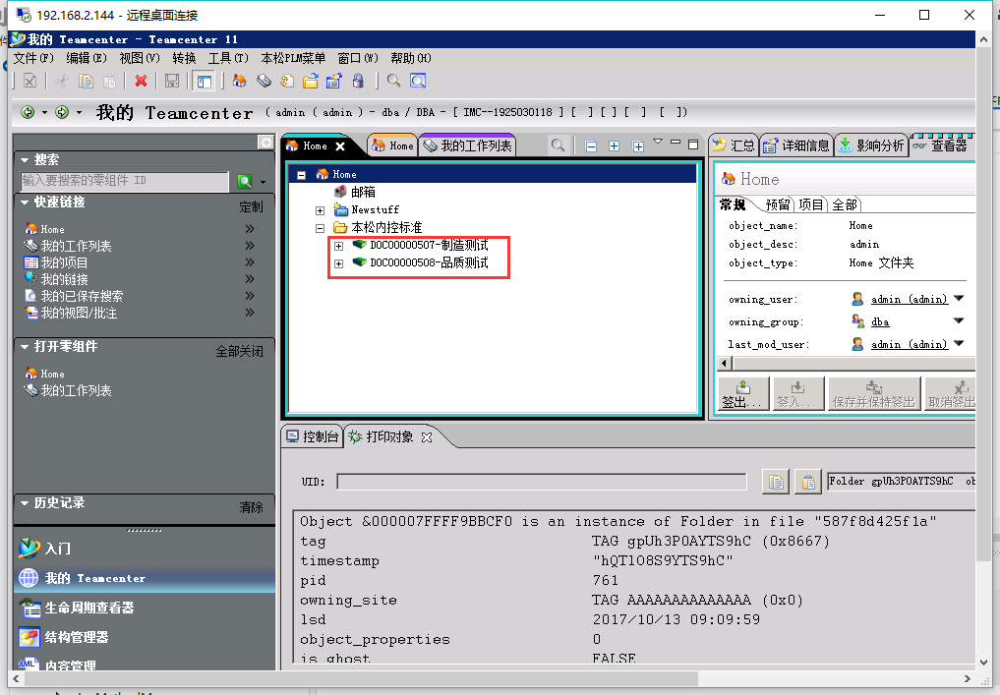 192.168.2.144 - 远程桌面连接
我的 Teamcenter - Teamcenter 11
文件(F) 编辑(E) 视图(V) 转换 工具(T) 本松PLM菜单 窗口(W) 帮助(H)
我的 Teamcenter ( admin ( admin ) - dba / DBA - [ IMC--1925030118 ] [ ] [ ] [ ] [ ])
搜索
输入要搜索的零组件 ID
快速链接 定制
Home
我的工作列表
我的项目
我的链接
我的已保存搜索
我的视图/批注
打开零组件 全部关闭
Home
我的工作列表
历史记录 清除
入门
我的 Teamcenter
生命周期查看器
结构管理器
内容管理
Home Home 我的工作列表
Home
邮箱
Newstuff
本松内控标准
DOC00000507-制造测试
DOC00000508-品质测试
汇总 详细信息 影响分析 查看器
Home
常规 预留 项目 全部
object_name: Home
object_desc: admin
object_type: Home 文件夹
owning_user: admin (admin)
owning_group: dba
last_mod_user: admin (admin)
签出... 签入... 保存并保持签出 取消签出
控制台 打印对象
UID: Folder gpUh3P0AYTS9hC ob
Object &000007FFFF9BBCF0 is an instance of Folder in file "587f8d425f1a"
tag TAG gpUh3P0AYTS9hC (0x8667)
timestamp "hQTlO8S9YTS9hC"
pid 761
owning_site TAG AAAAAAAAAAAAAA (0x0)
lsd 2017/10/13 09:09:59
object_properties 0
is_ghost FALSE